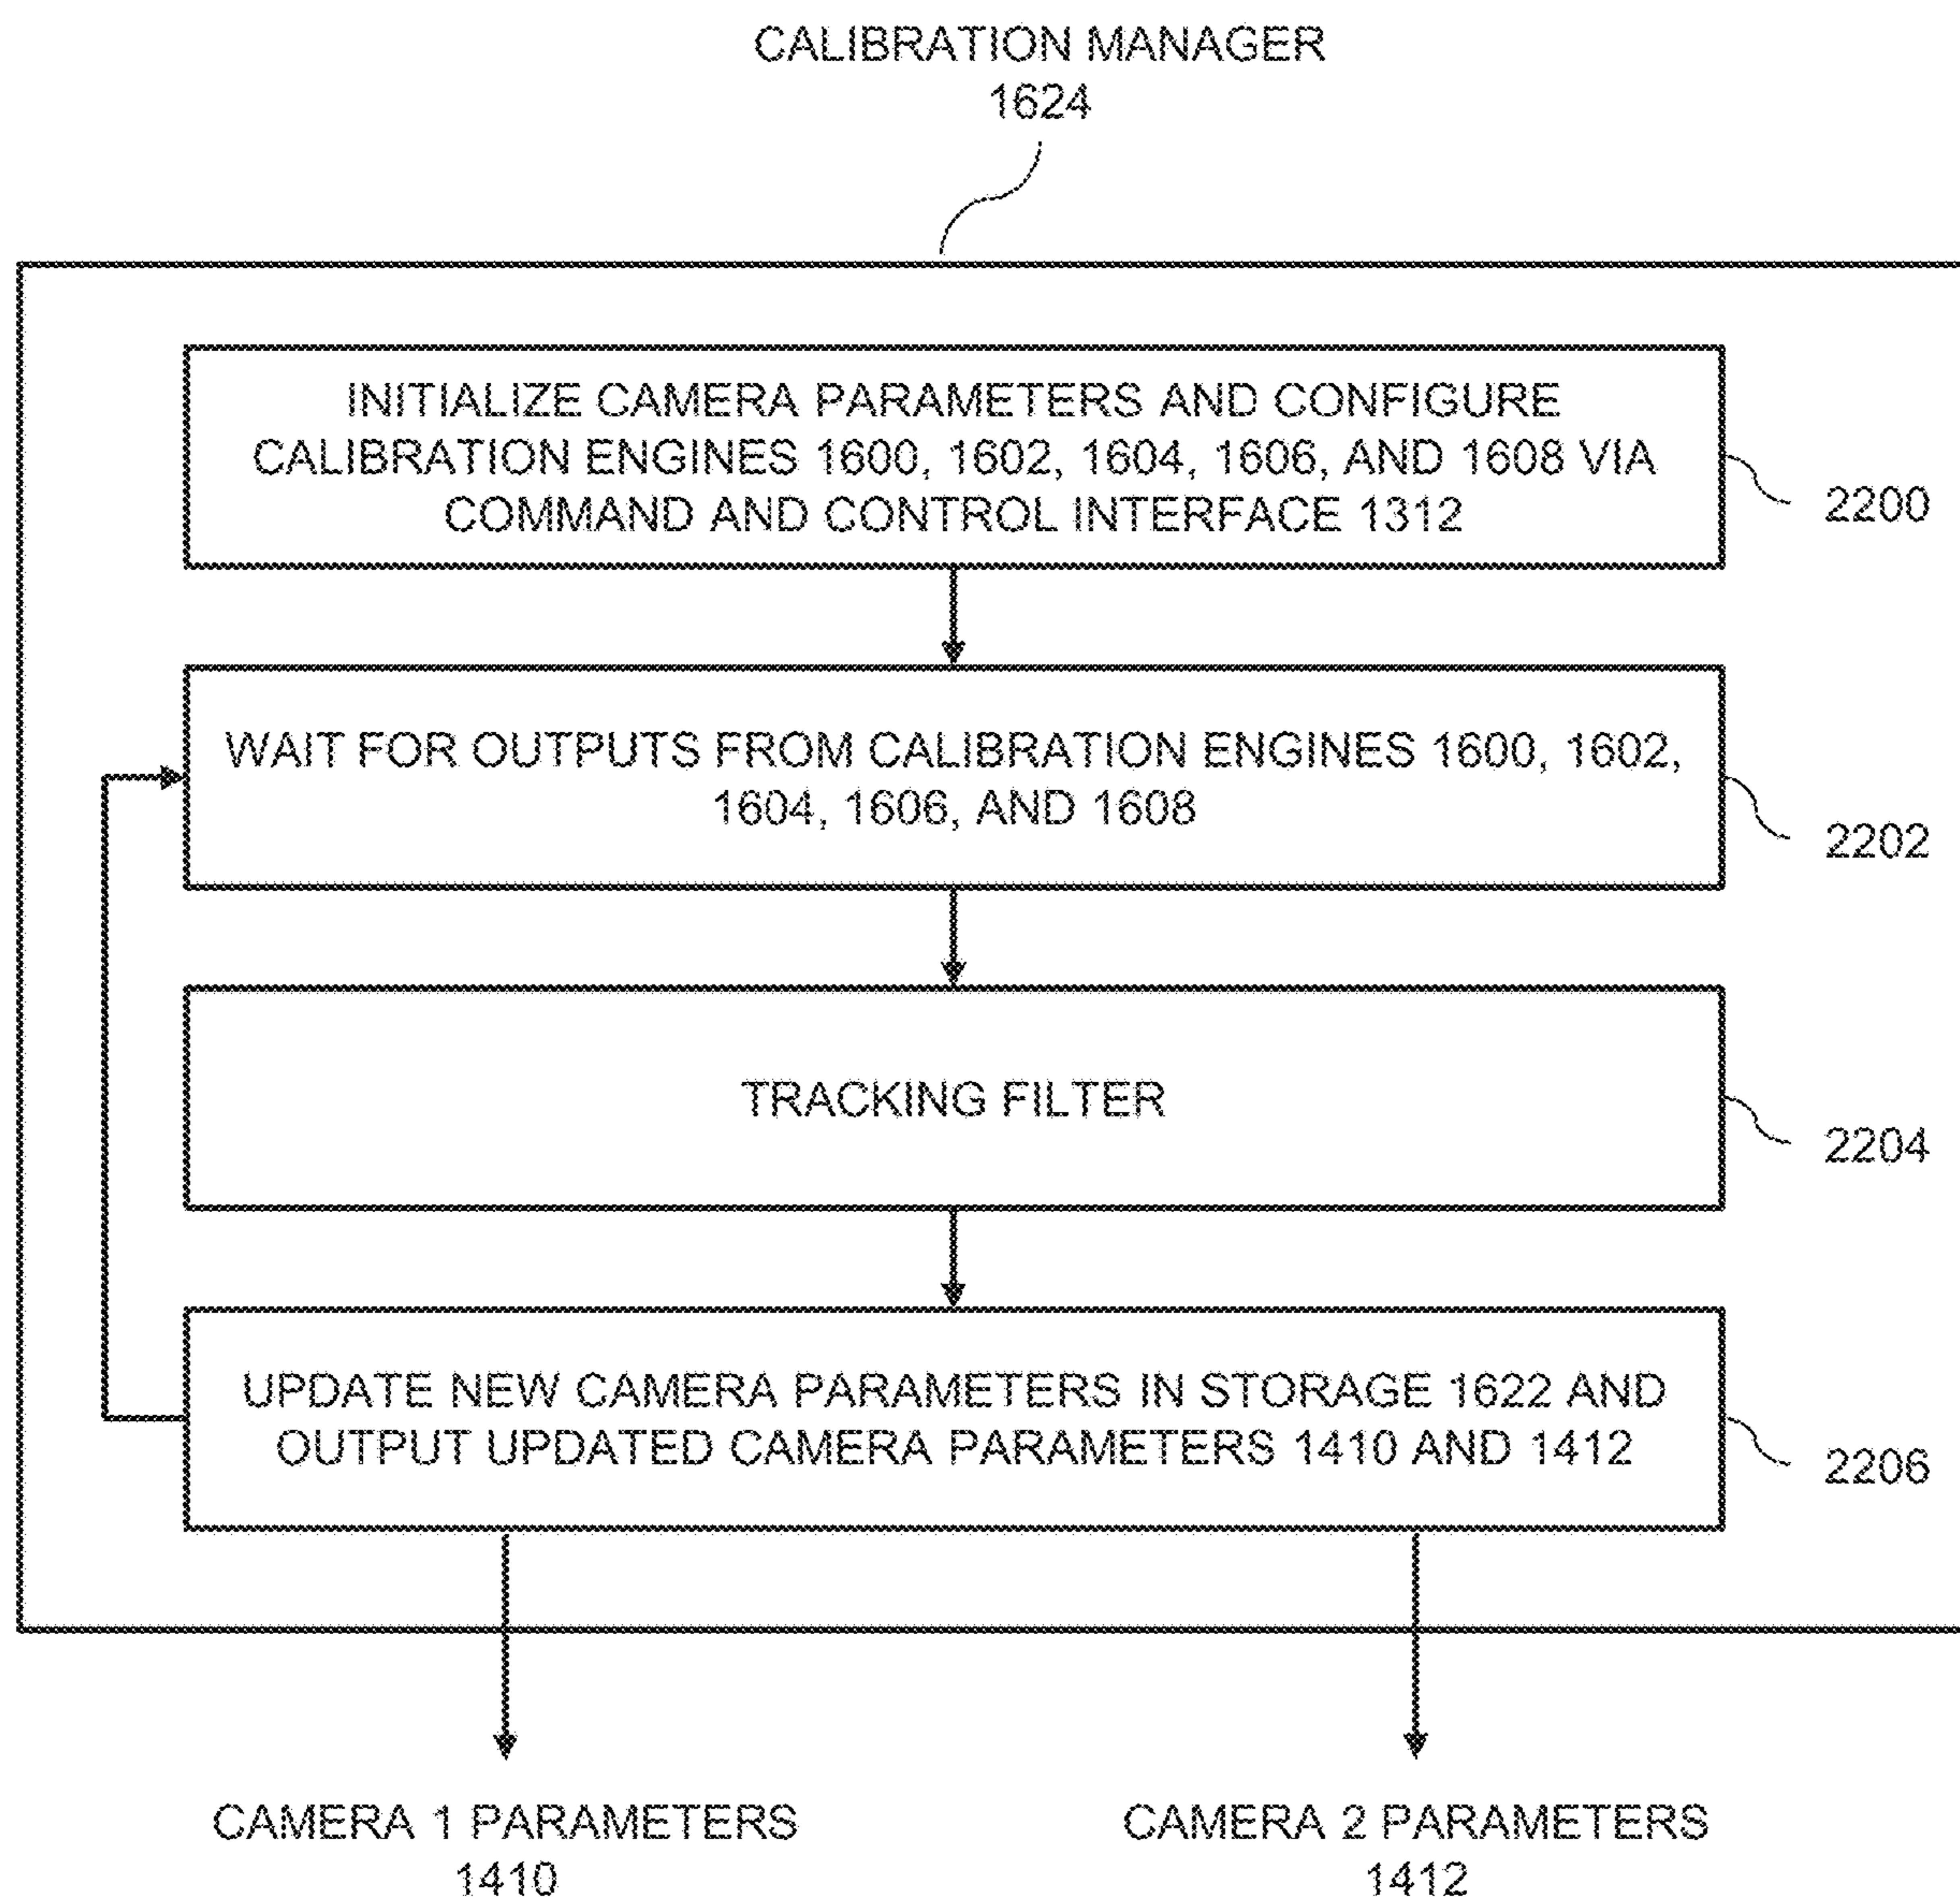 CALIBRATION MANAGER
1624
INITIALIZE CAMERA PARAMETERS AND CONFIGURE
CALIBRATION ENGINES 1600, 1602, 1604, 1606, AND 1608 VIA
COMMAND AND CONTROL INTERFACE 1312
2200
WAIT FOR OUTPUTS FROM CALIBRATION ENGINES 1600, 1602,
1604, 1606, AND 1608
2202
TRACKING FILTER
2204
UPDATE NEW CAMERA PARAMETERS IN STORAGE 1622 AND
OUTPUT UPDATED CAMERA PARAMETERS 1410 AND 1412
2206
CAMERA 1 PARAMETERS
1410
CAMERA 2 PARAMETERS
1412